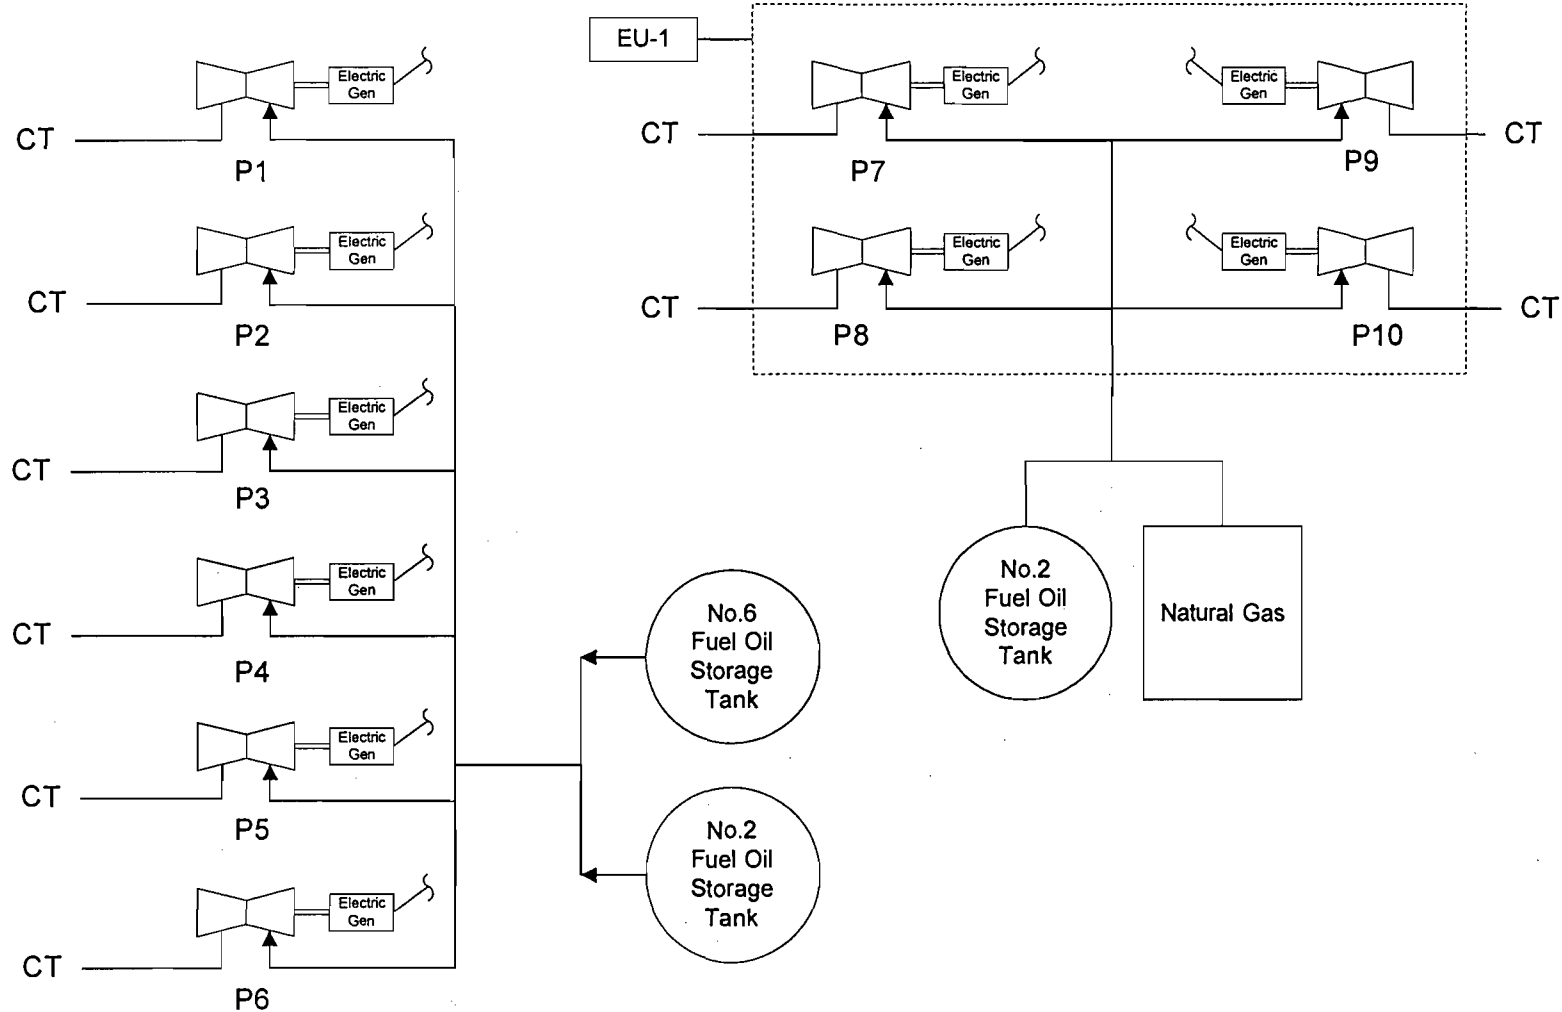 EU-1
Electric
Gen
CT
P1
Electric
Gen
CT
P2
Electric
Gen
CT
P3
Electric
Gen
CT
P4
Electric
Gen
CT
P5
Electric
Gen
CT
P6
Electric
Gen
CT
P7
Electric
Gen
CT
P9
Electric
Gen
CT
P8
Electric
Gen
CT
P10
No.6
Fuel Oil
Storage
Tank
No.2
Fuel Oil
Storage
Tank
No.2
Fuel Oil
Storage
Tank
Natural Gas